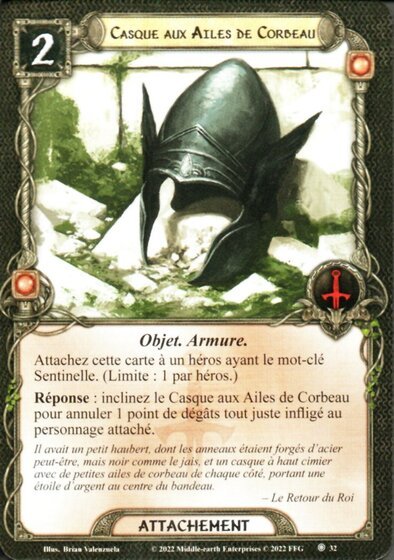 2
Casque aux Ailes de Corbeau
Objet. Armure.
Attachez cette carte à un héros ayant le mot-clé
Sentinelle. (Limite : 1 par héros.)
Réponse : inclinez le Casque aux Ailes de Corbeau
pour annuler 1 point de dégâts tout juste infligé au
personnage attaché.
Il avait un petit haubert, dont les anneaux étaient forgés d'acier
peut-être, mais noir comme le jais, et un casque à haut cimier
avec de petites ailes de corbeau de chaque côté, portant une
étoile d'argent au centre du bandeau.
– Le Retour du Roi
Attachement
Illus. Brian Valenzuela © 2022 Middle-earth Enterprises © 2022 FFG 32